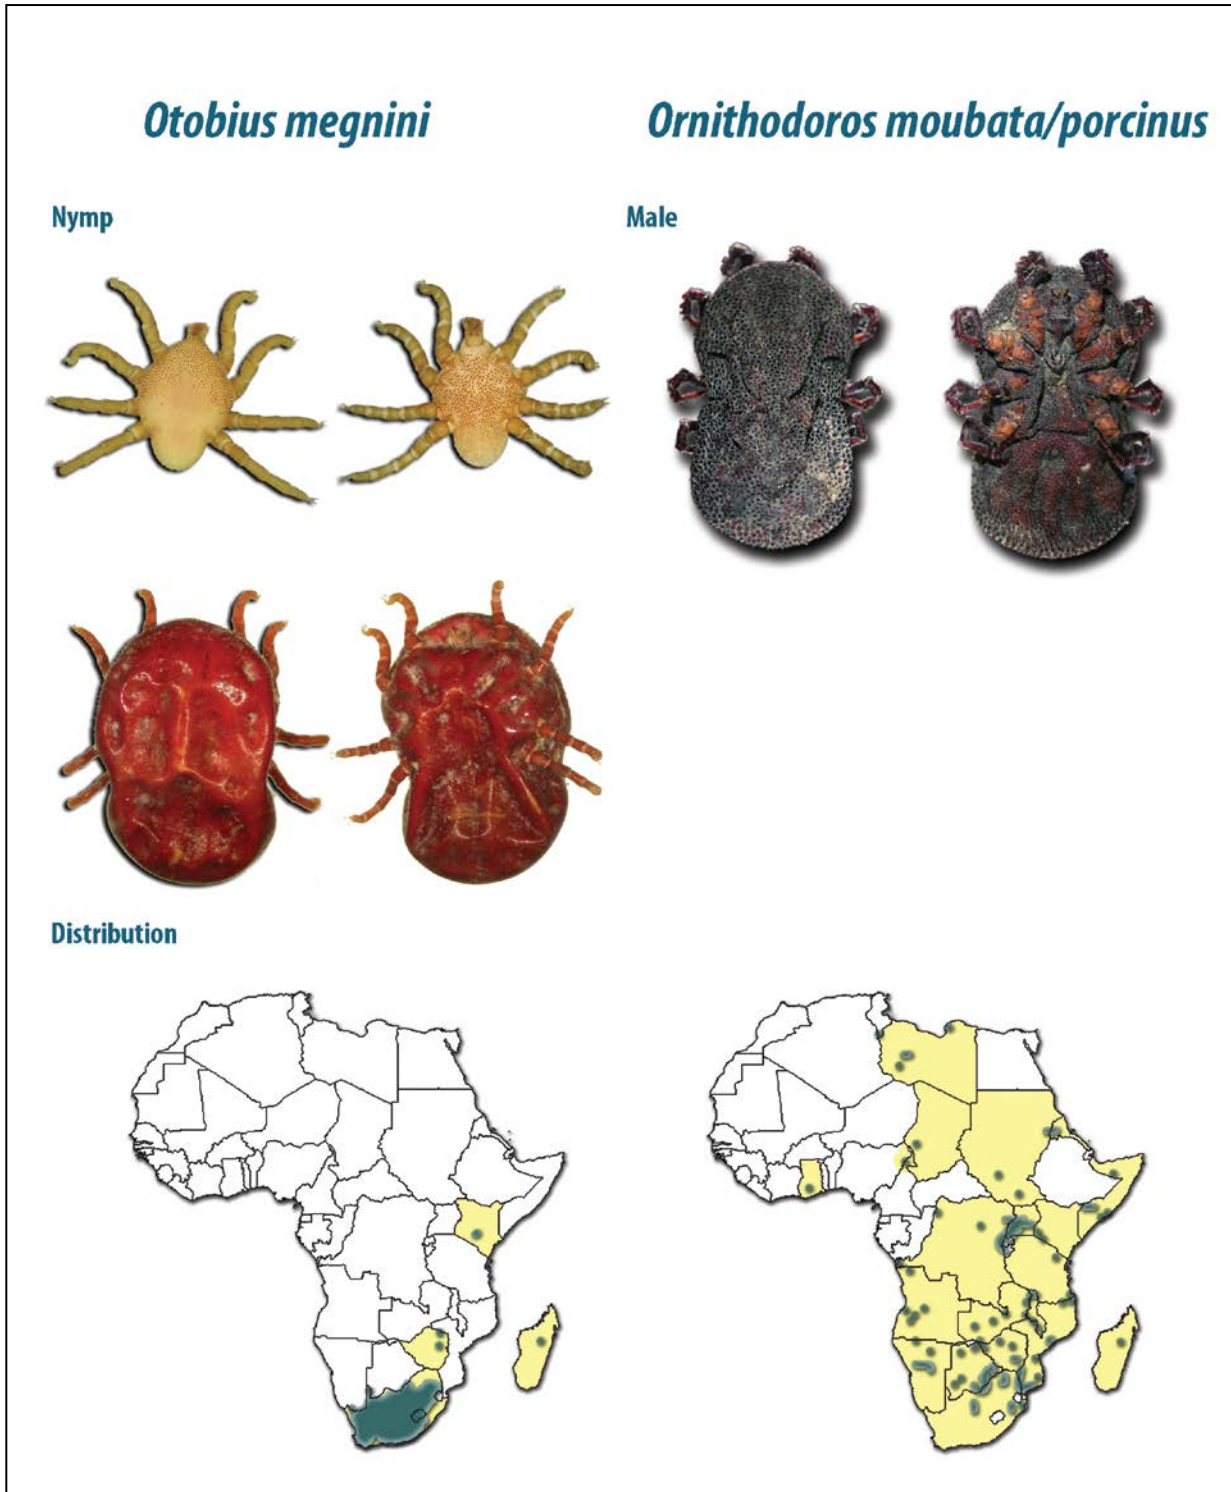 Otobius megnini
Ornithodoros moubata/porcinus
Nymp
Male
Distribution